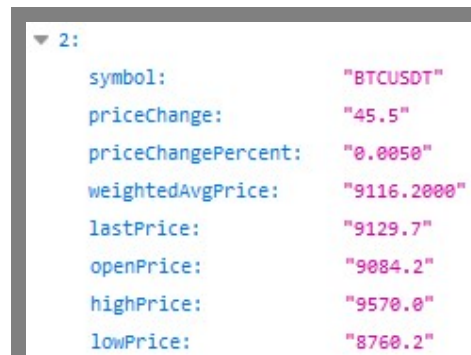 2:
symbol: "BTCUSDT"
priceChange: "45.5"
priceChangePercent: "0.0050"
weightedAvgPrice: "9116.2000"
lastPrice: "9129.7"
openPrice: "9084.2"
highPrice: "9570.0"
lowPrice: "8760.2"